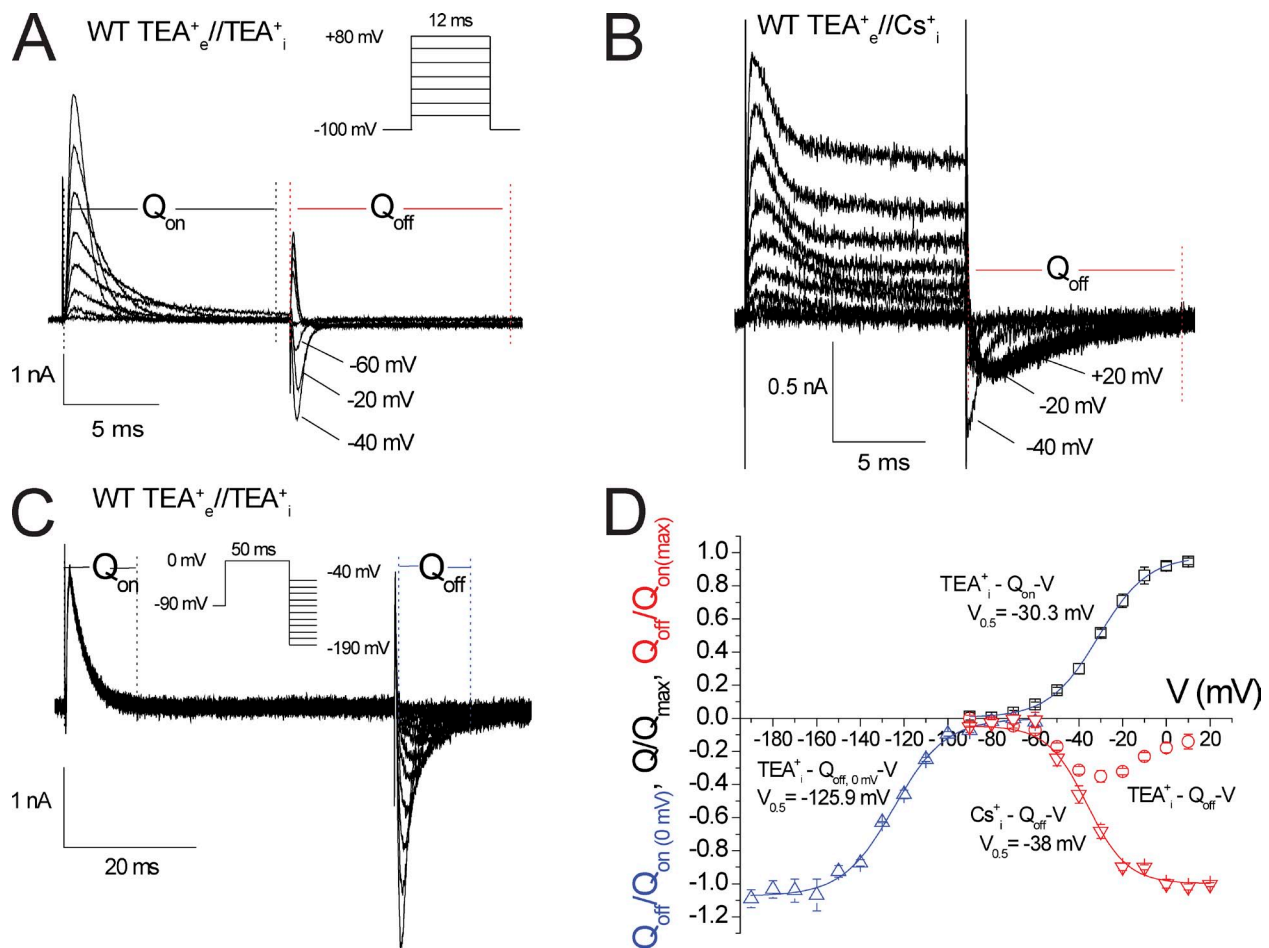 A
WT TEA⁺ₑ//TEA⁺ᵢ
+80 mV
12 ms
-100 mV
Qon
Qoff
-60 mV
-20 mV
-40 mV
1 nA
5 ms
B
WT TEA⁺ₑ//Cs⁺ᵢ
Qoff
+20 mV
-20 mV
-40 mV
0.5 nA
5 ms
C
WT TEA⁺ₑ//TEA⁺ᵢ
Qon
0 mV
50 ms
-90 mV
-40 mV
-190 mV
Qoff
1 nA
20 ms
D
Qoff/Qon (0 mV), Q/Qmax, Qoff/Qon(max)
1.0
0.8
0.6
0.4
0.2
0.0
-0.2
-0.4
-0.6
-0.8
-1.0
-1.2
TEA⁺ᵢ - Qon-V
V0.5= -30.3 mV
V (mV)
-180 -160 -140 -120 -100 -80 -60 -40 -20 0 20
TEA⁺ᵢ - Qoff, 0 mV-V
V0.5= -125.9 mV
TEA⁺ᵢ - Qoff-V
Cs⁺ᵢ - Qoff-V
V0.5= -38 mV